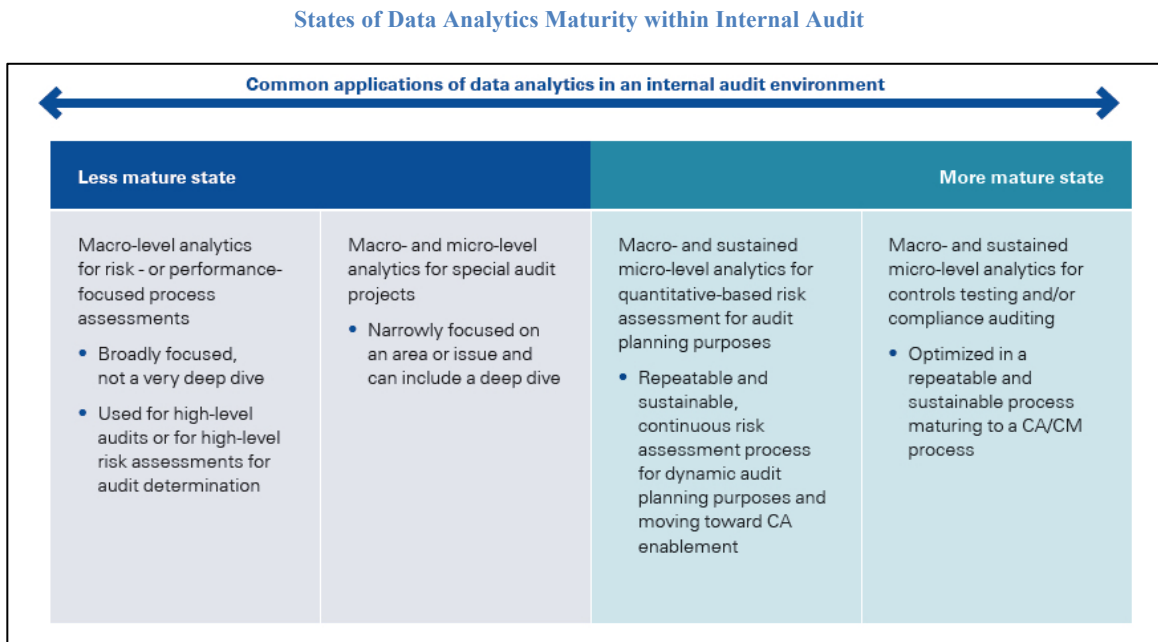 States of Data Analytics Maturity within Internal Audit
Common applications of data analytics in an internal audit environment
Less mature state
More mature state
Macro-level analytics
for risk - or performance-
focused process
assessments
• Broadly focused,
not a very deep dive
• Used for high-level
audits or for high-level
risk assessments for
audit determination
Macro- and micro-level
analytics for special audit
projects
• Narrowly focused on
an area or issue and
can include a deep dive
Macro- and sustained
micro-level analytics for
quantitative-based risk
assessment for audit
planning purposes
• Repeatable and
sustainable,
continuous risk
assessment process
for dynamic audit
planning purposes and
moving toward CA
enablement
Macro- and sustained
micro-level analytics for
controls testing and/or
compliance auditing
• Optimized in a
repeatable and
sustainable process
maturing to a CA/CM
process